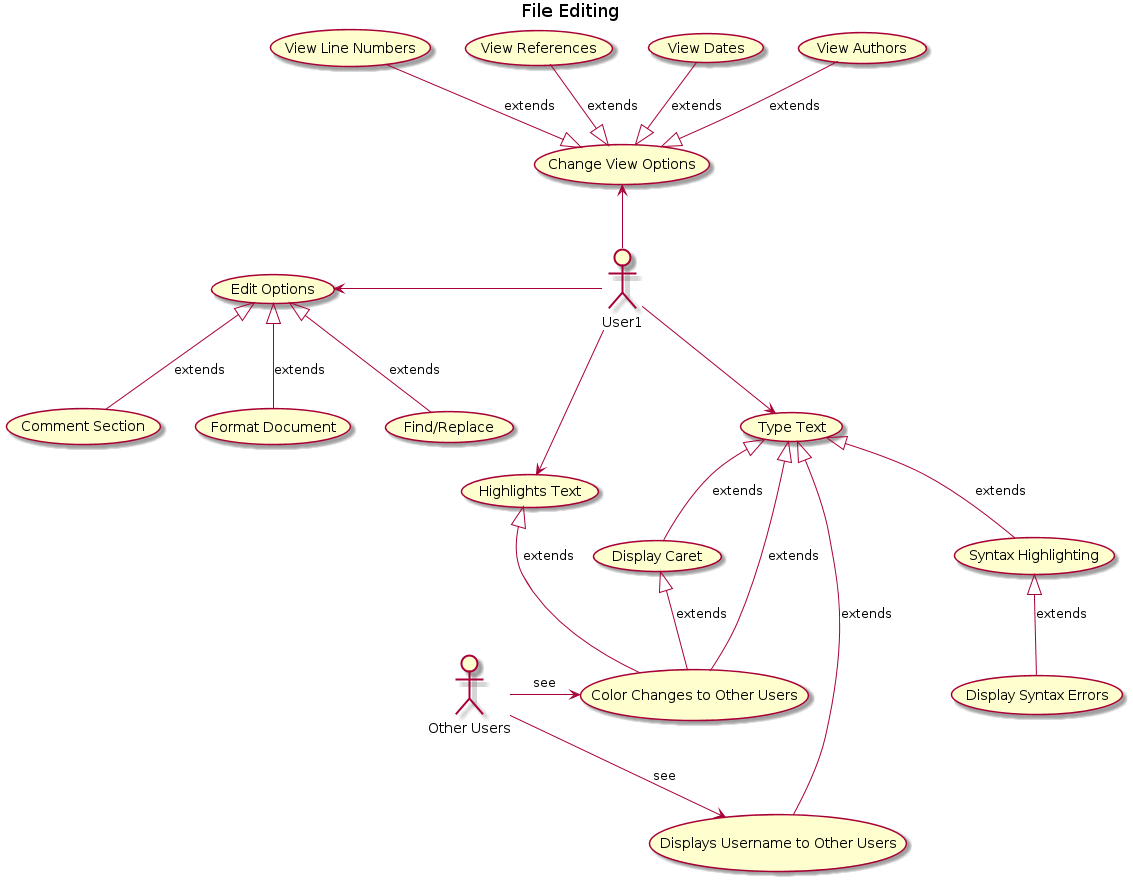 File Editing
View Line Numbers
View References
View Dates
View Authors
extends
extends
extends
extends
Change View Options
Edit Options
User1
extends
extends
extends
Comment Section
Format Document
Find/Replace
Type Text
Highlights Text
extends
extends
extends
extends
extends
Display Caret
Syntax Highlighting
extends
extends
extends
see
Color Changes to Other Users
Display Syntax Errors
Other Users
see
Displays Username to Other Users